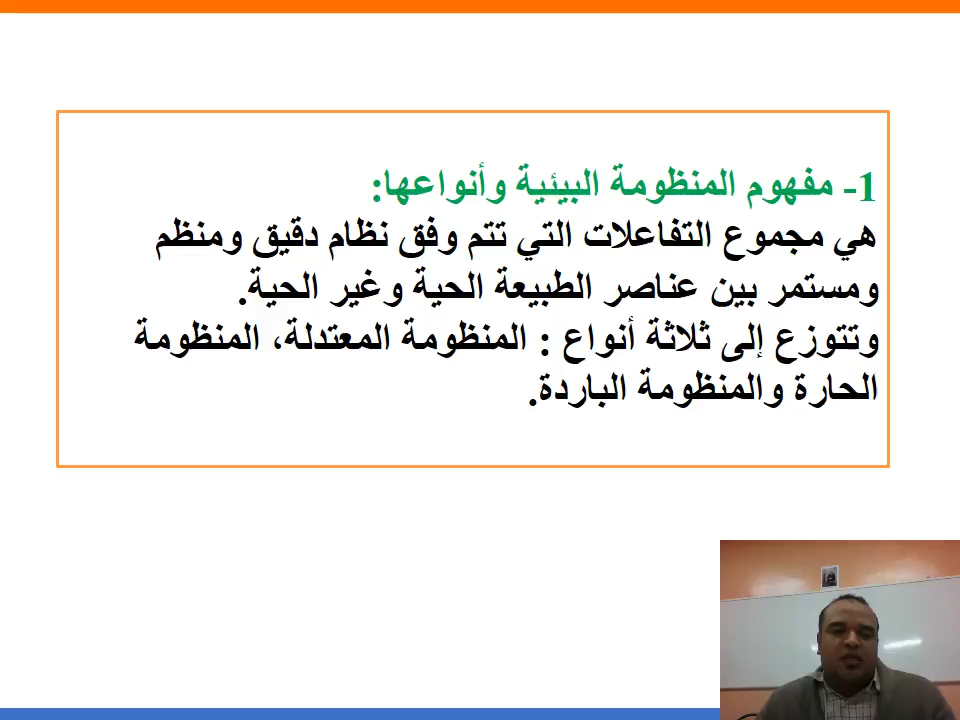 1- مفهوم المنظومة البيئية وأنواعها:
هي مجموع التفاعلات التي تتم وفق نظام دقيق ومنظم
ومستمر بين عناصر الطبيعة الحية وغير الحية.
وتتوزع إلى ثلاثة أنواع : المنظومة المعتدلة، المنظومة
الحارة والمنظومة الباردة.